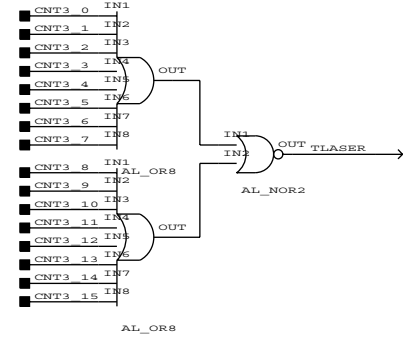 CNT3_0 IN1
CNT3_1 IN2
CNT3_2 IN3
CNT3_3 IN4 OUT
CNT3_4 IN5
CNT3_5 IN6
CNT3_6 IN7
CNT3_7 IN8
IN1 OUT TLASER
IN2
CNT3_8 IN1 AL_OR8
CNT3_9 IN2 AL_NOR2
CNT3_10 IN3
CNT3_11 IN4 OUT
CNT3_12 IN5
CNT3_13 IN6
CNT3_14 IN7
CNT3_15 IN8
AL_OR8